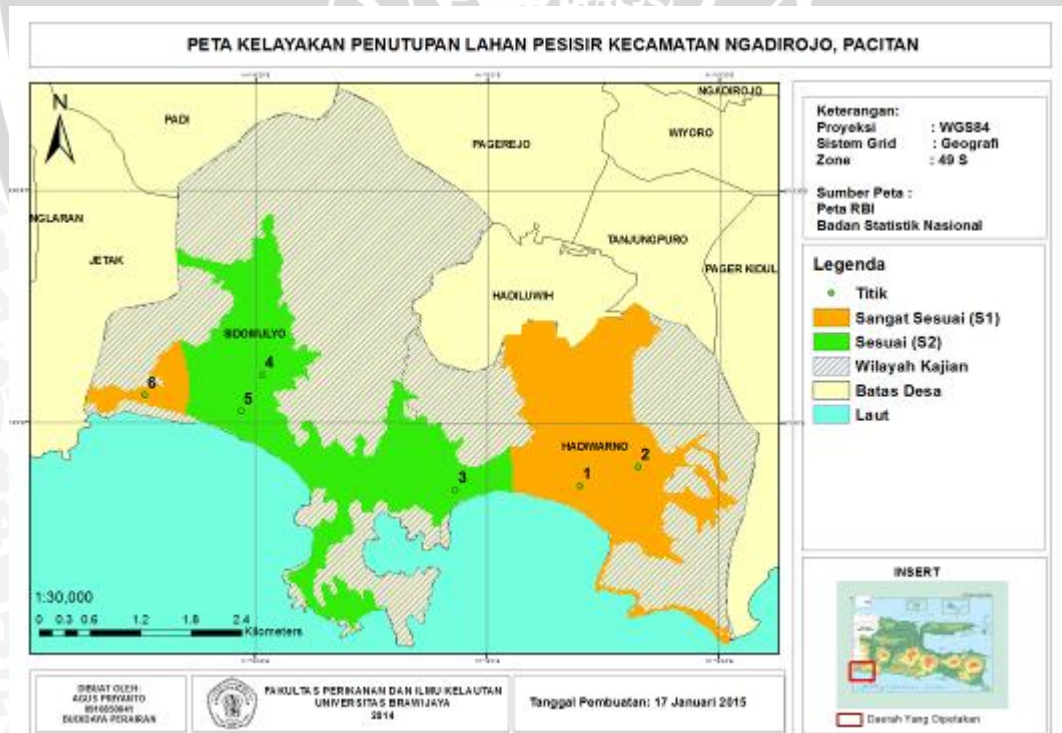 PETA KELAYAKAN PENUTUPAN LAHAN PESISIR KECAMATAN NGADIROJO, PACITAN
N
PADI
NGADIROJO
WIYORO
PAGEREJO
NGLARAN
JETAK
TANJUNGPURO
PAGER KIDUL
HADILUWIH
SIDOMULYO
4
6
5
HADIWARNO
2
3
1
1:30,000
0 0.3 0.6 1.2 1.8 2.4
Kilometers
Keterangan:
Proyeksi : WGS84
Sistem Grid : Geografi
Zone : 49 S
Sumber Peta :
Peta RBI
Badan Statistik Nasional
Legenda
Titik
Sangat Sesuai (S1)
Sesuai (S2)
Wilayah Kajian
Batas Desa
Laut
INSERT
Daerah Yang Dipetakan
DIBUAT OLEH:
AGUS PRIYANTO
BUDIDAYA PERAIRAN
FAKULTAS PERIKANAN DAN ILMU KELAUTAN
UNIVERSITAS BRAWIJAYA
2014
Tanggal Pembuatan: 17 Januari 2015